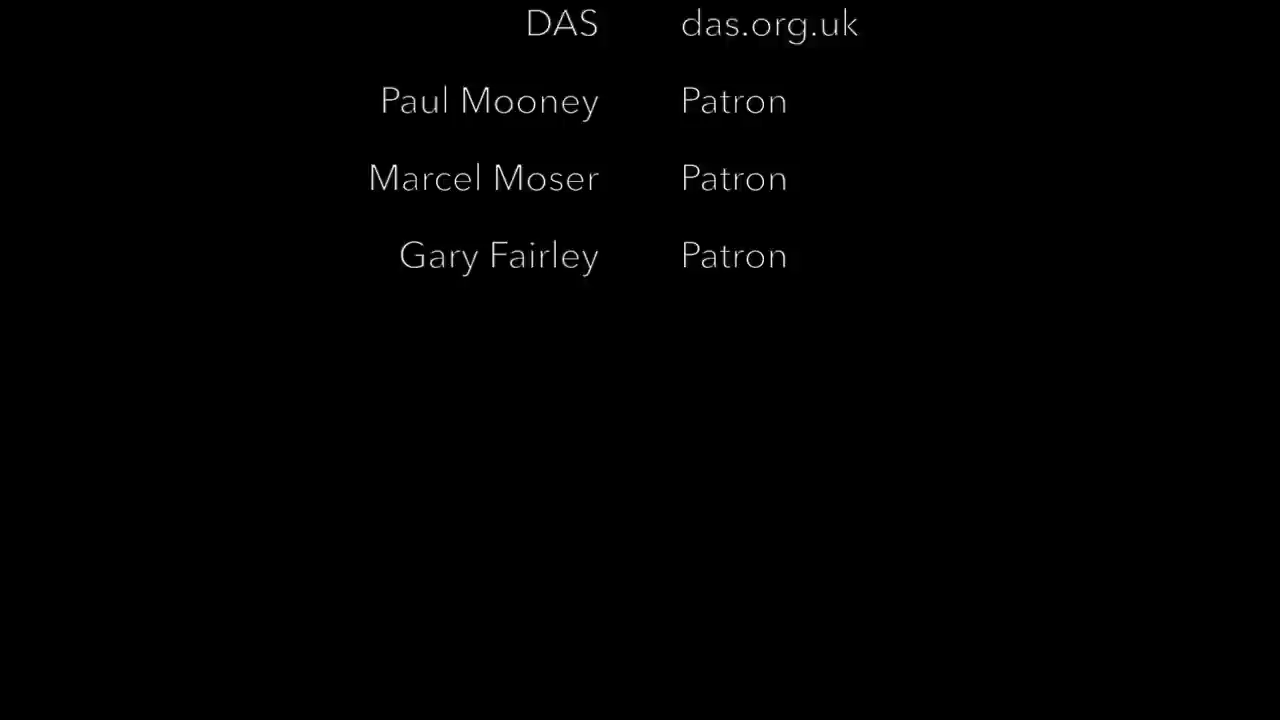 DAS das.org.uk
Paul Mooney Patron
Marcel Moser Patron
Gary Fairley Patron